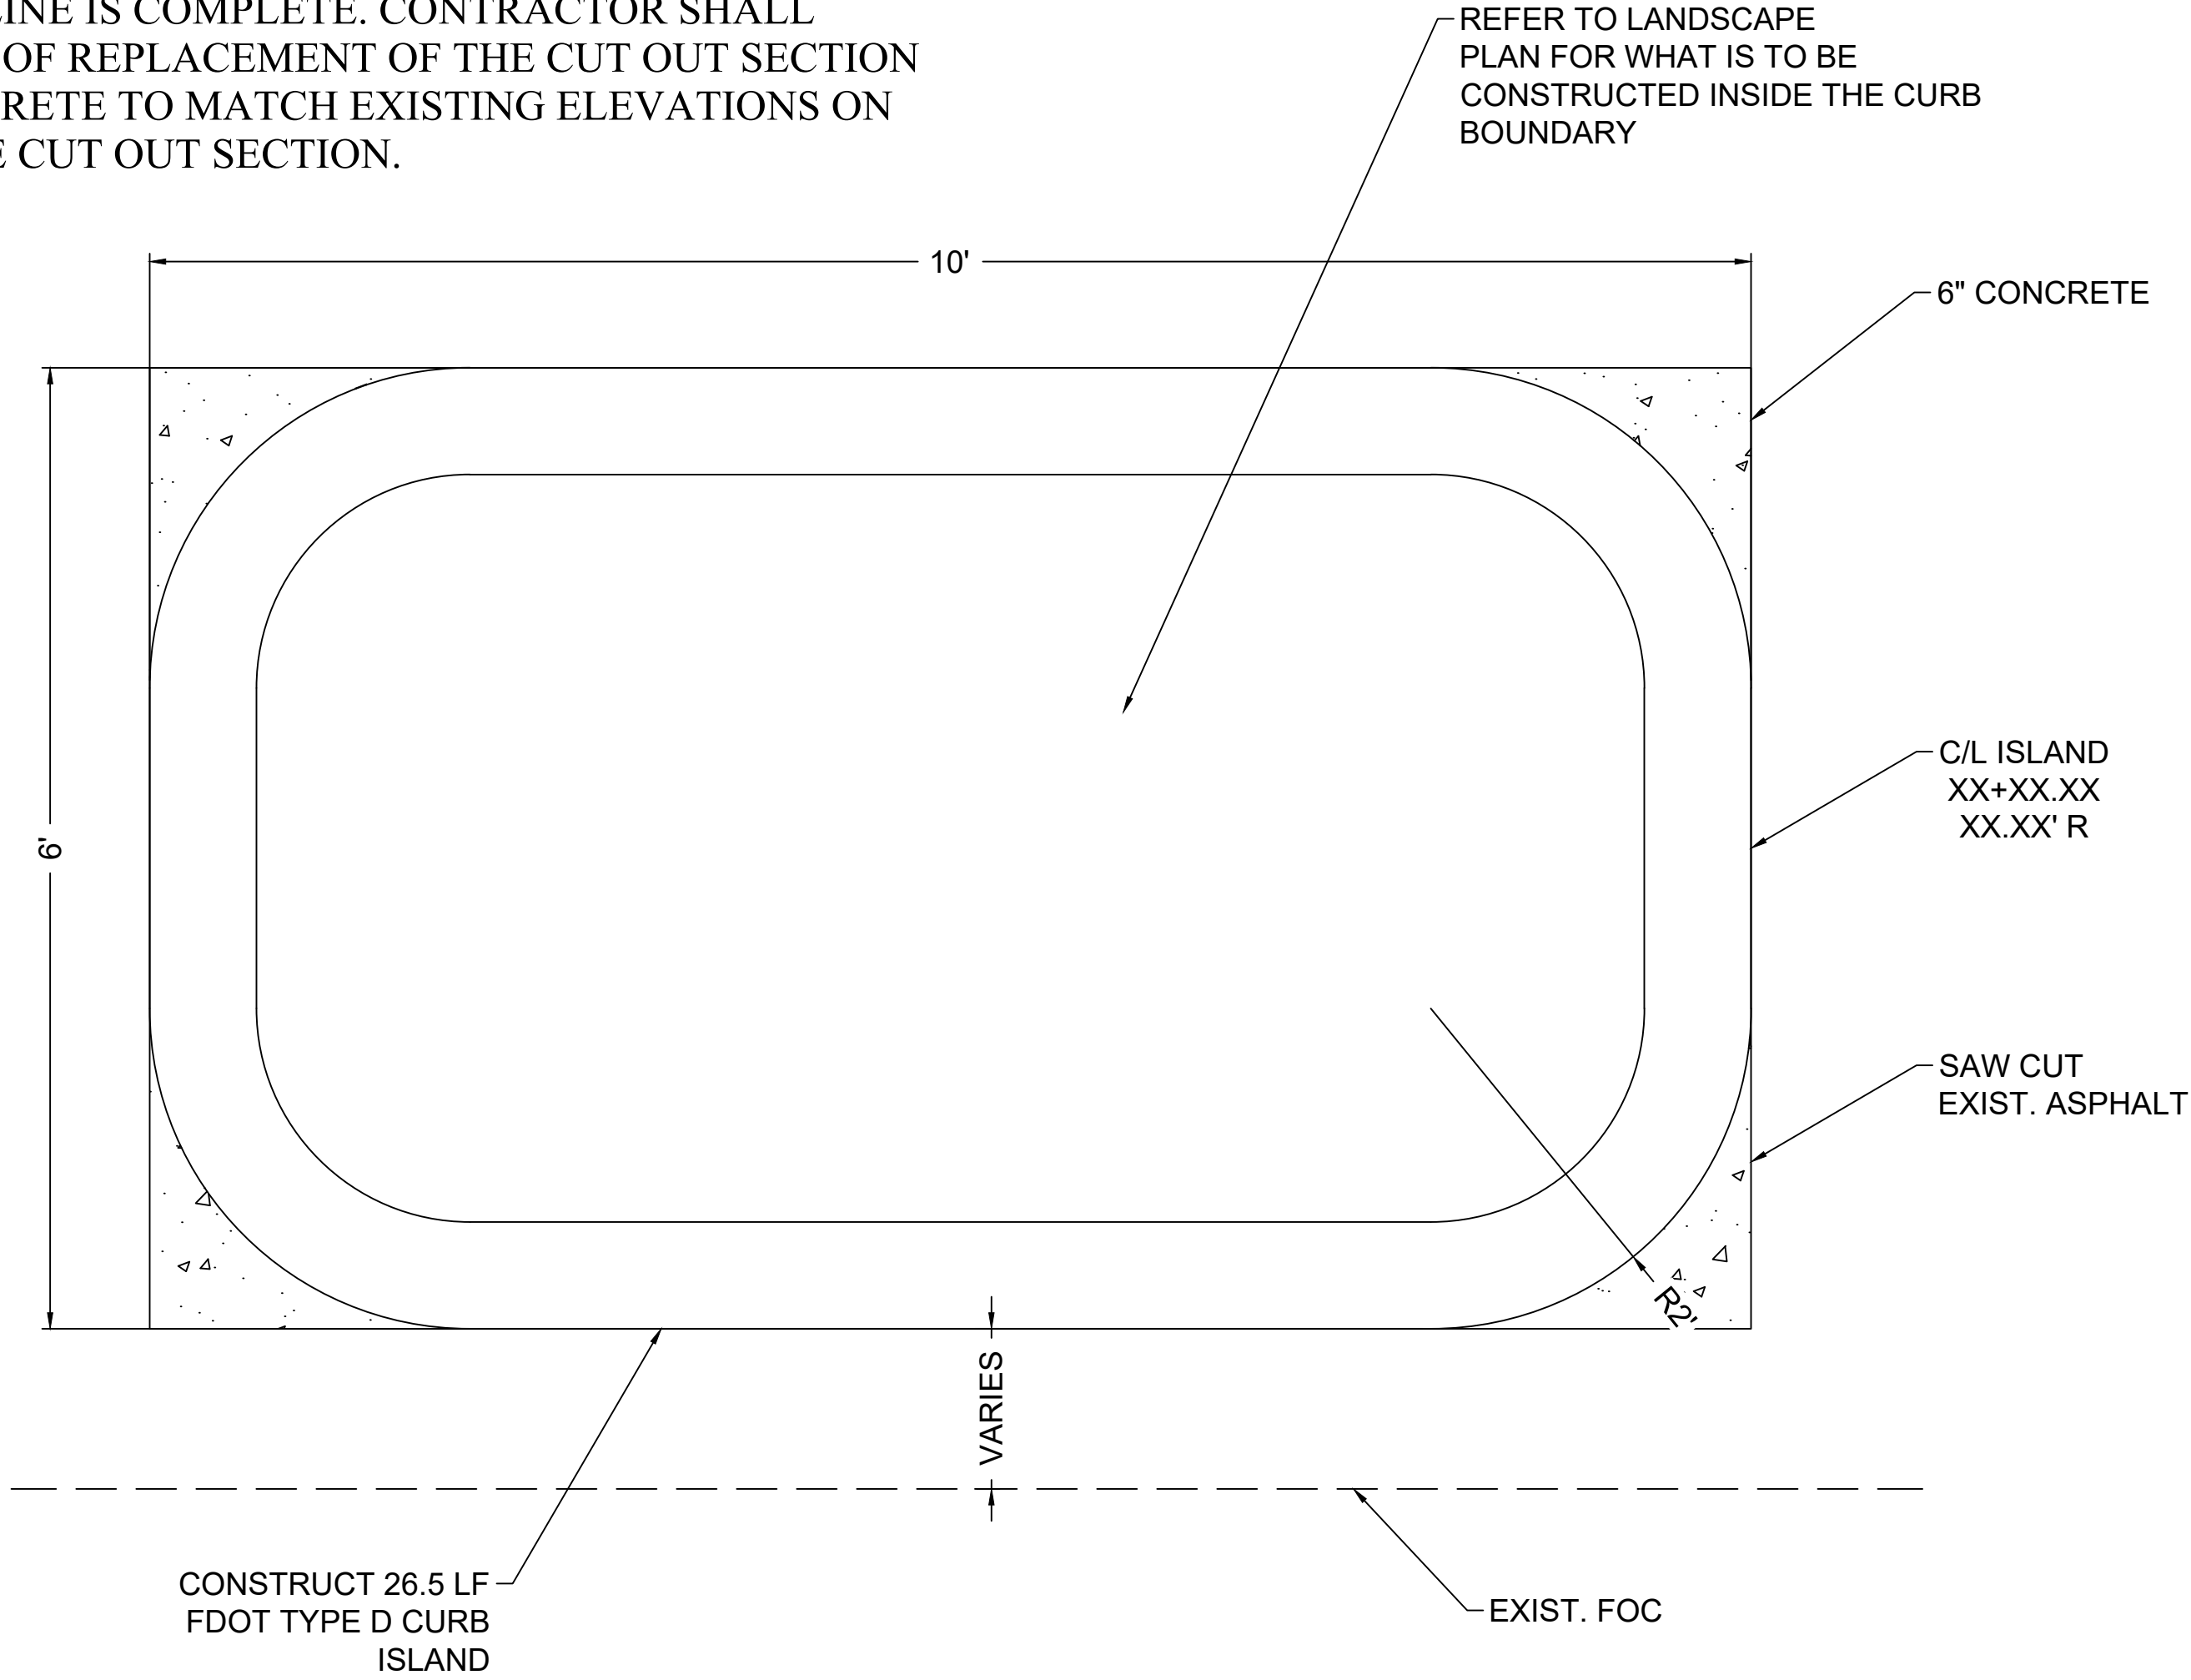 LINE IS COMPLETE. CONTRACTOR SHALL
OF REPLACEMENT OF THE CUT OUT SECTION
RETE TO MATCH EXISTING ELEVATIONS ON
CUT OUT SECTION.
REFER TO LANDSCAPE
PLAN FOR WHAT IS TO BE
CONSTRUCTED INSIDE THE CURB
BOUNDARY
10'
6" CONCRETE
6'
C/L ISLAND
XX+XX.XX
XX.XX' R
SAW CUT
EXIST. ASPHALT
R2'
VARIES
CONSTRUCT 26.5 LF
FDOT TYPE D CURB
ISLAND
EXIST. FOC